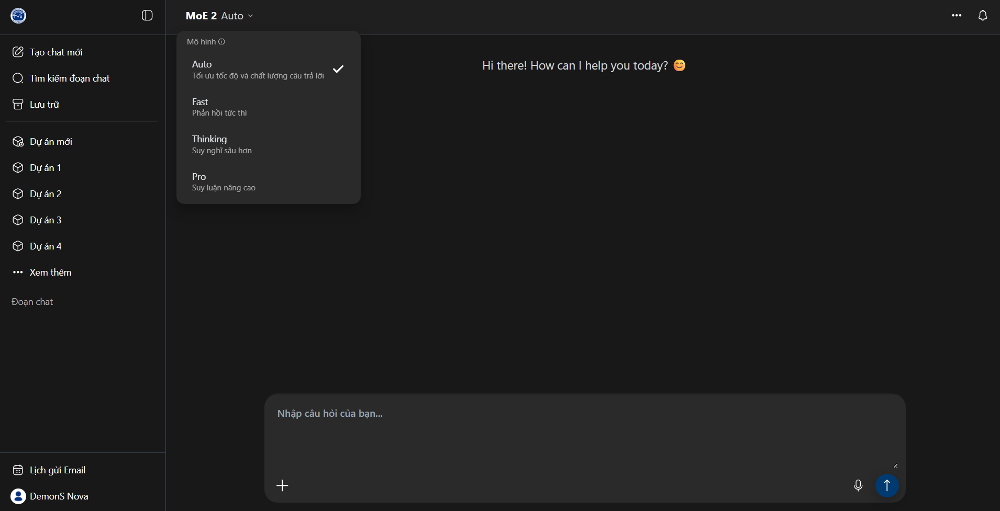 Tạo chat mới
Tìm kiếm đoạn chat
Lưu trữ
Dự án mới
Dự án 1
Dự án 2
Dự án 3
Dự án 4
Xem thêm
Đoạn chat
Lịch gửi Email
DemonS Nova
MoE 2 Auto
Mô hình
Auto
Tối ưu tốc độ và chất lượng câu trả lời
Fast
Phản hồi tức thì
Thinking
Suy nghĩ sâu hơn
Pro
Suy luận nâng cao
Hi there! How can I help you today? 😊
Nhập câu hỏi của bạn...